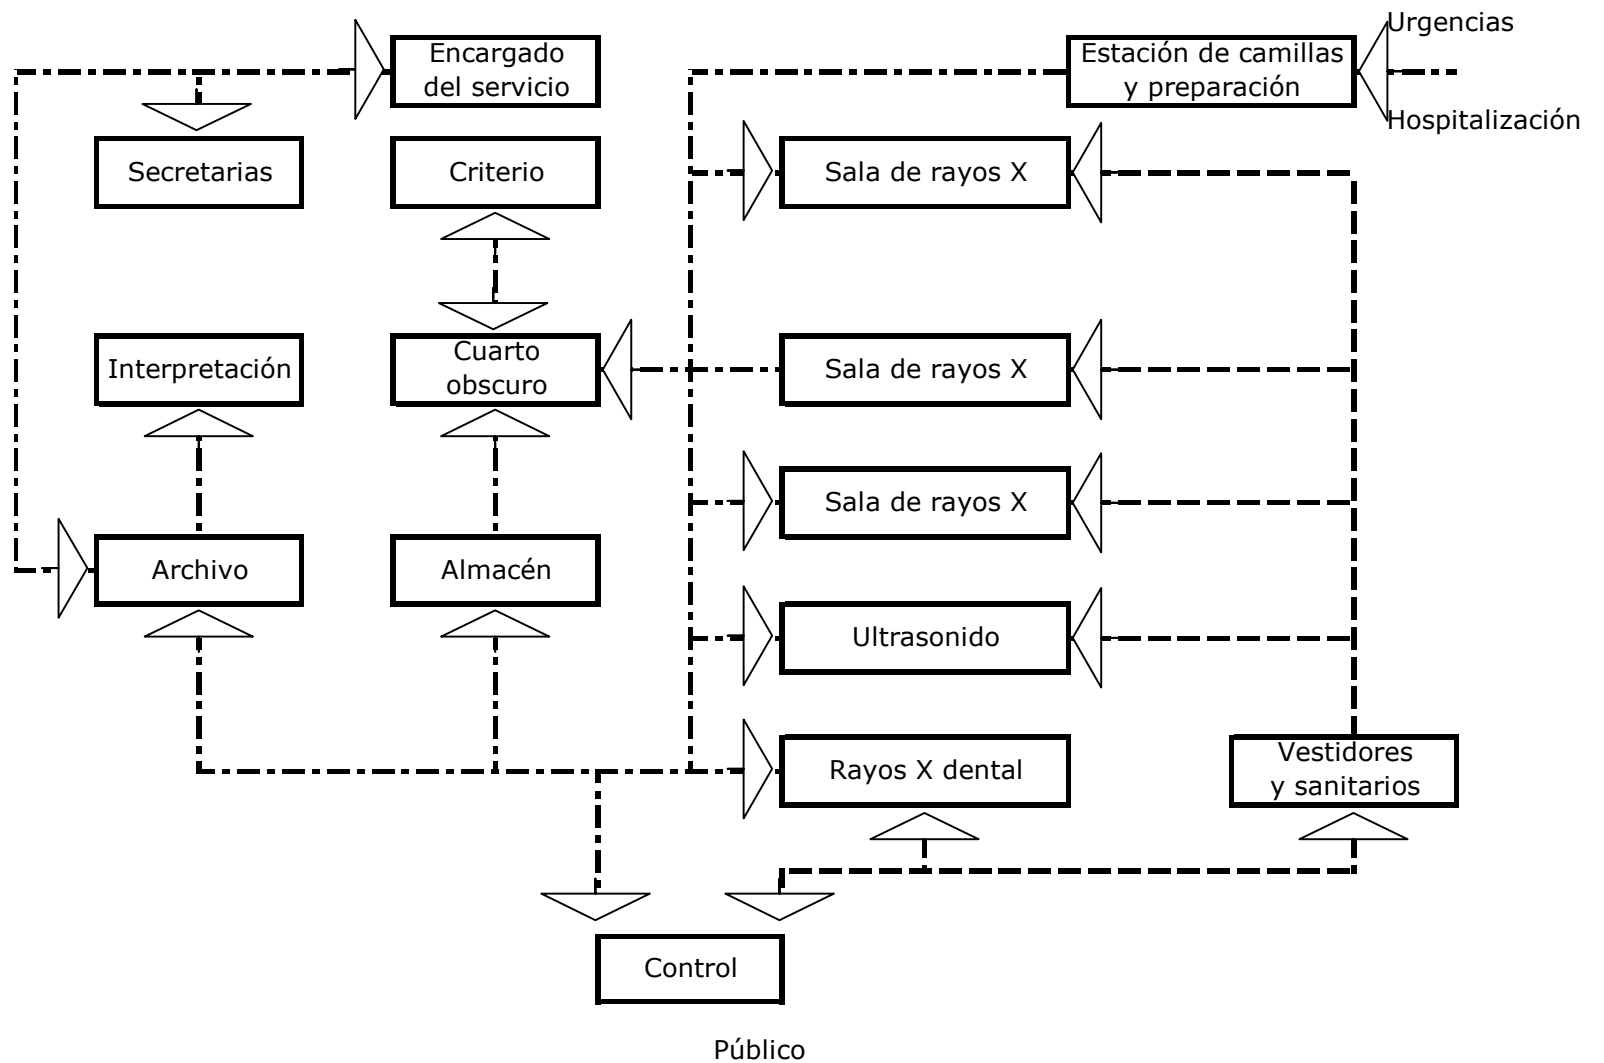 Urgencias
Encargado
del servicio
Estación de camillas
y preparación
Hospitalización
Secretarias
Criterio
Sala de rayos X
Interpretación
Cuarto
obscuro
Sala de rayos X
Sala de rayos X
Archivo
Almacén
Ultrasonido
Rayos X dental
Vestidores
y sanitarios
Control
Público